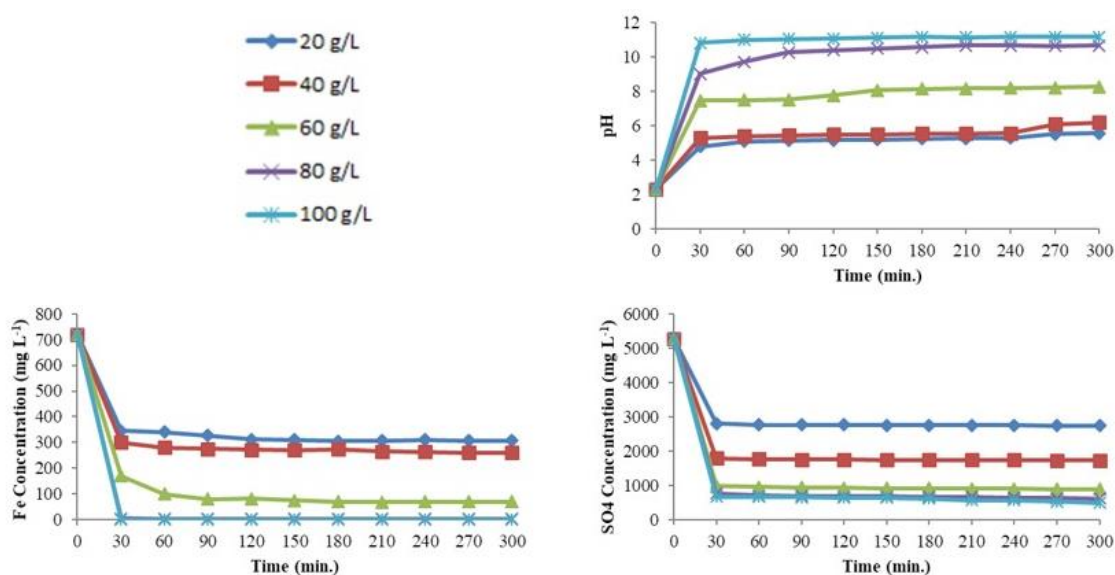 20 g/L
40 g/L
60 g/L
80 g/L
100 g/L
12
10
8
6
4
2
0
pH
0 30 60 90 120 150 180 210 240 270 300
Time (min.)
800
700
600
500
400
300
200
100
0
Fe Concentration (mg L⁻¹)
0 30 60 90 120 150 180 210 240 270 300
Time (min.)
6000
5000
4000
3000
2000
1000
0
SO4 Concentration (mg L⁻¹)
0 30 60 90 120 150 180 210 240 270 300
Time (min.)